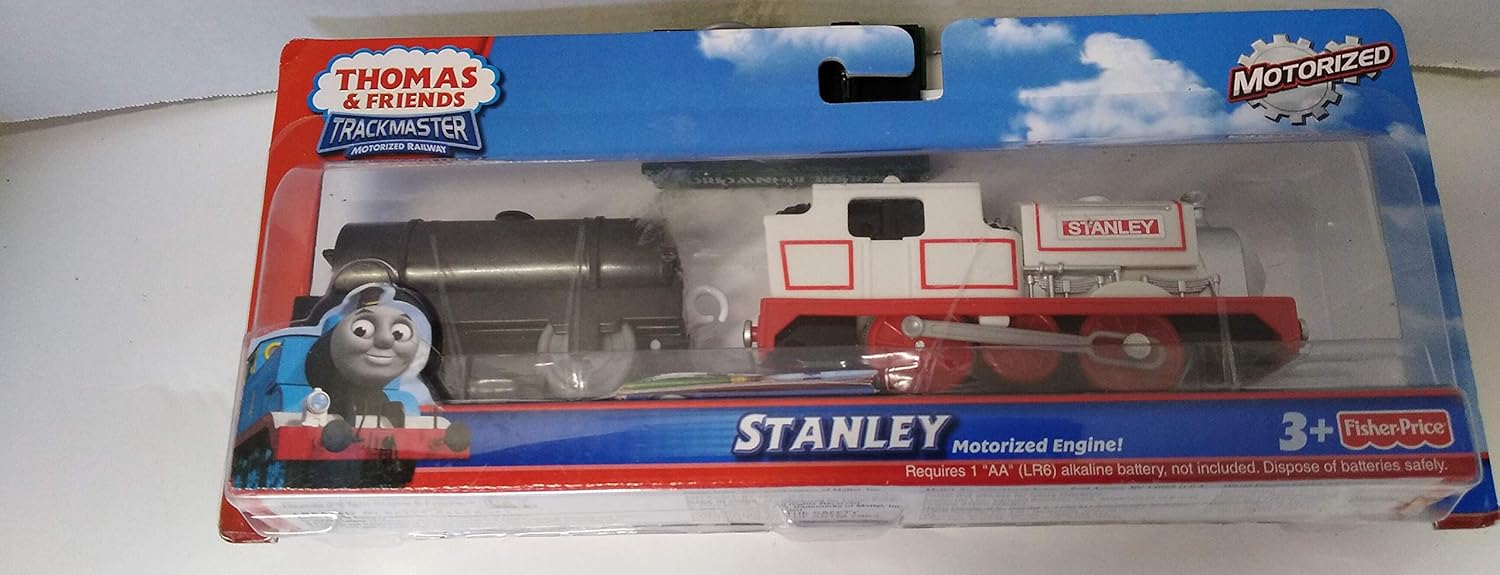 THOMAS
& FRIENDS
TRACKMASTER
MOTORIZED RAILWAY
MOTORIZED
STANLEY
STANLEY Motorized Engine!
3+ Fisher-Price
Requires 1 "AA" (LR6) alkaline battery, not included. Dispose of batteries safely.